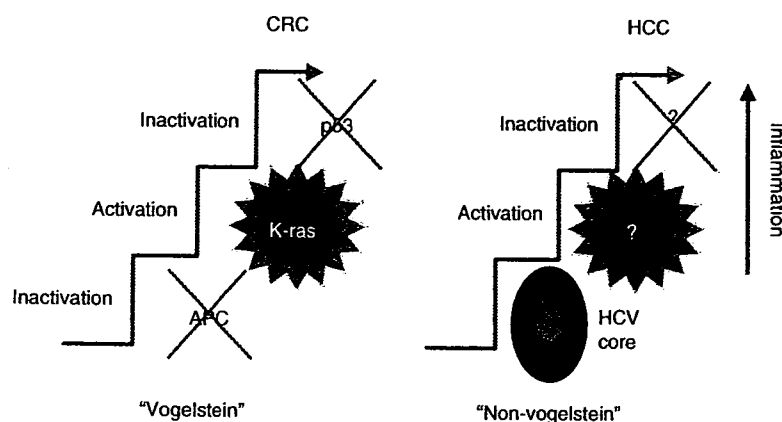 CRC
Inactivation
p53
Activation
K-ras
Inactivation
APC
"Vogelstein"
HCC
Inactivation
?
Inflammation
Activation
?
HCV
core
"Non-vogelstein"